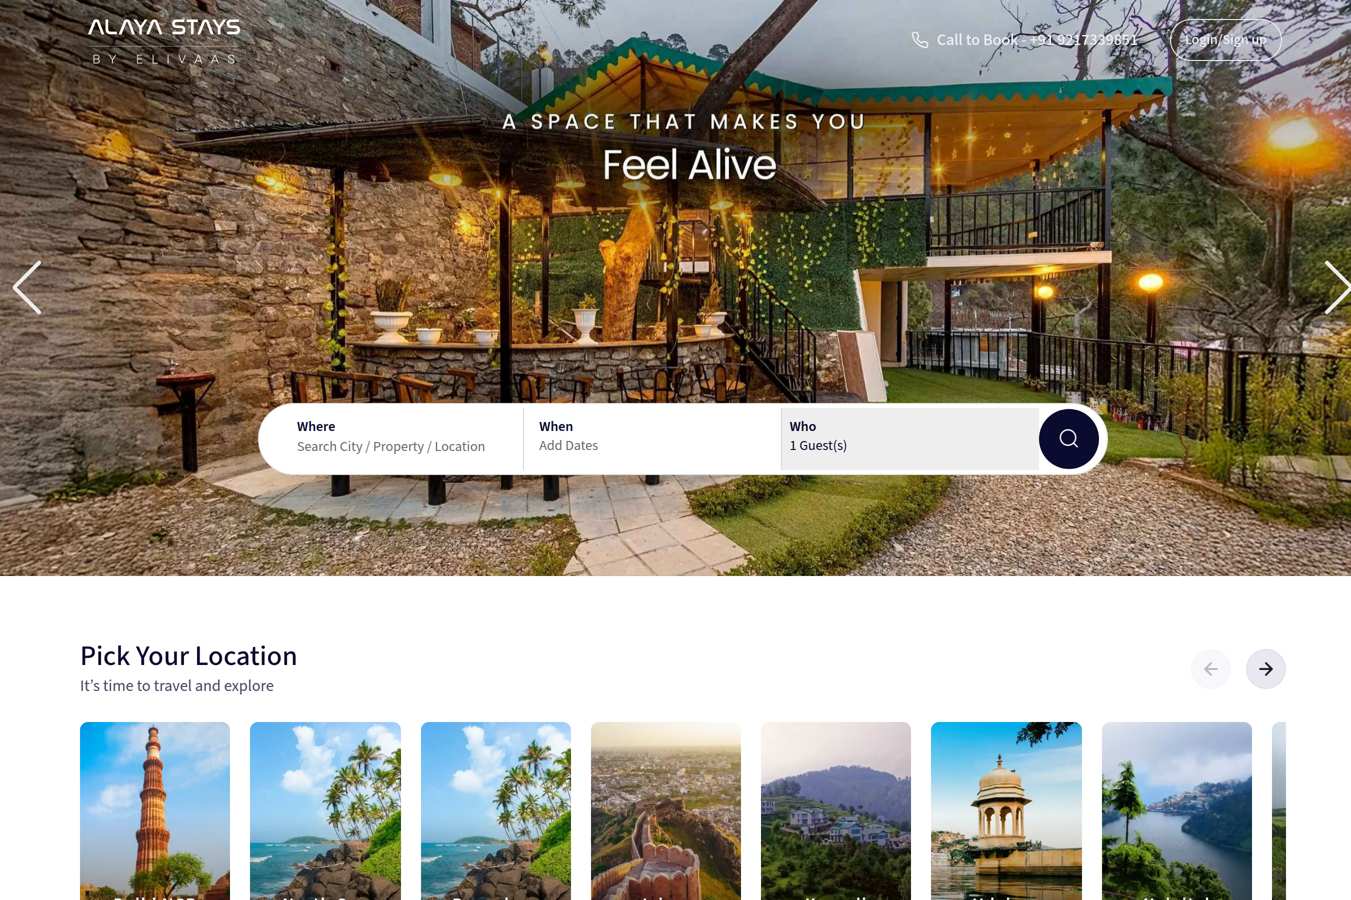 ALAYA STAYS
BY ELIVAAS
Call to Book - +91 9217339851
Login/Sign up
A SPACE THAT MAKES YOU
Feel Alive
Where
Search City / Property / Location
When
Add Dates
Who
1 Guest(s)
Pick Your Location
It's time to travel and explore